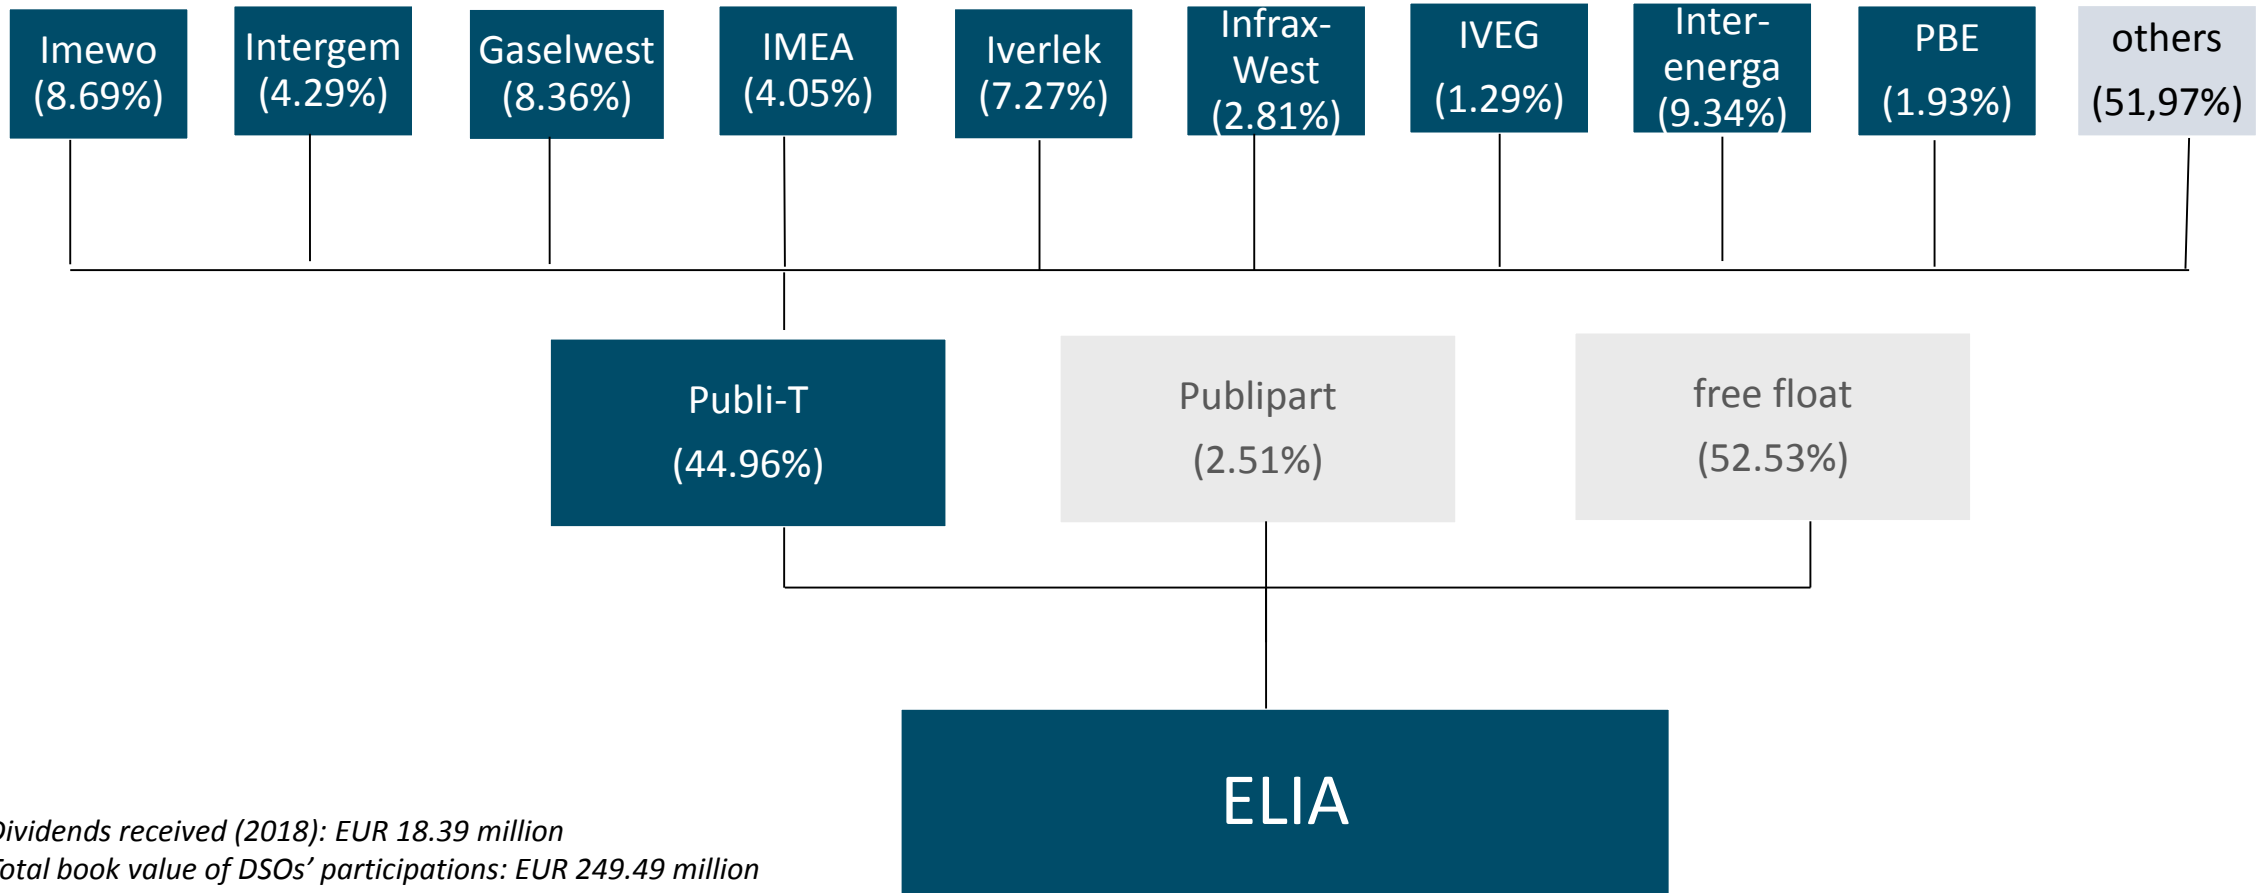 Imewo
(8.69%)
Intergem
(4.29%)
Gaselwest
(8.36%)
IMEA
(4.05%)
Iverlek
(7.27%)
Infrax-
West
(2.81%)
IVEG
(1.29%)
Inter-
energa
(9.34%)
PBE
(1.93%)
others
(51,97%)
Publi-T
(44.96%)
Publipart
(2.51%)
free float
(52.53%)
ELIA
Dividends received (2018): EUR 18.39 million
Total book value of DSOs’ participations: EUR 249.49 million